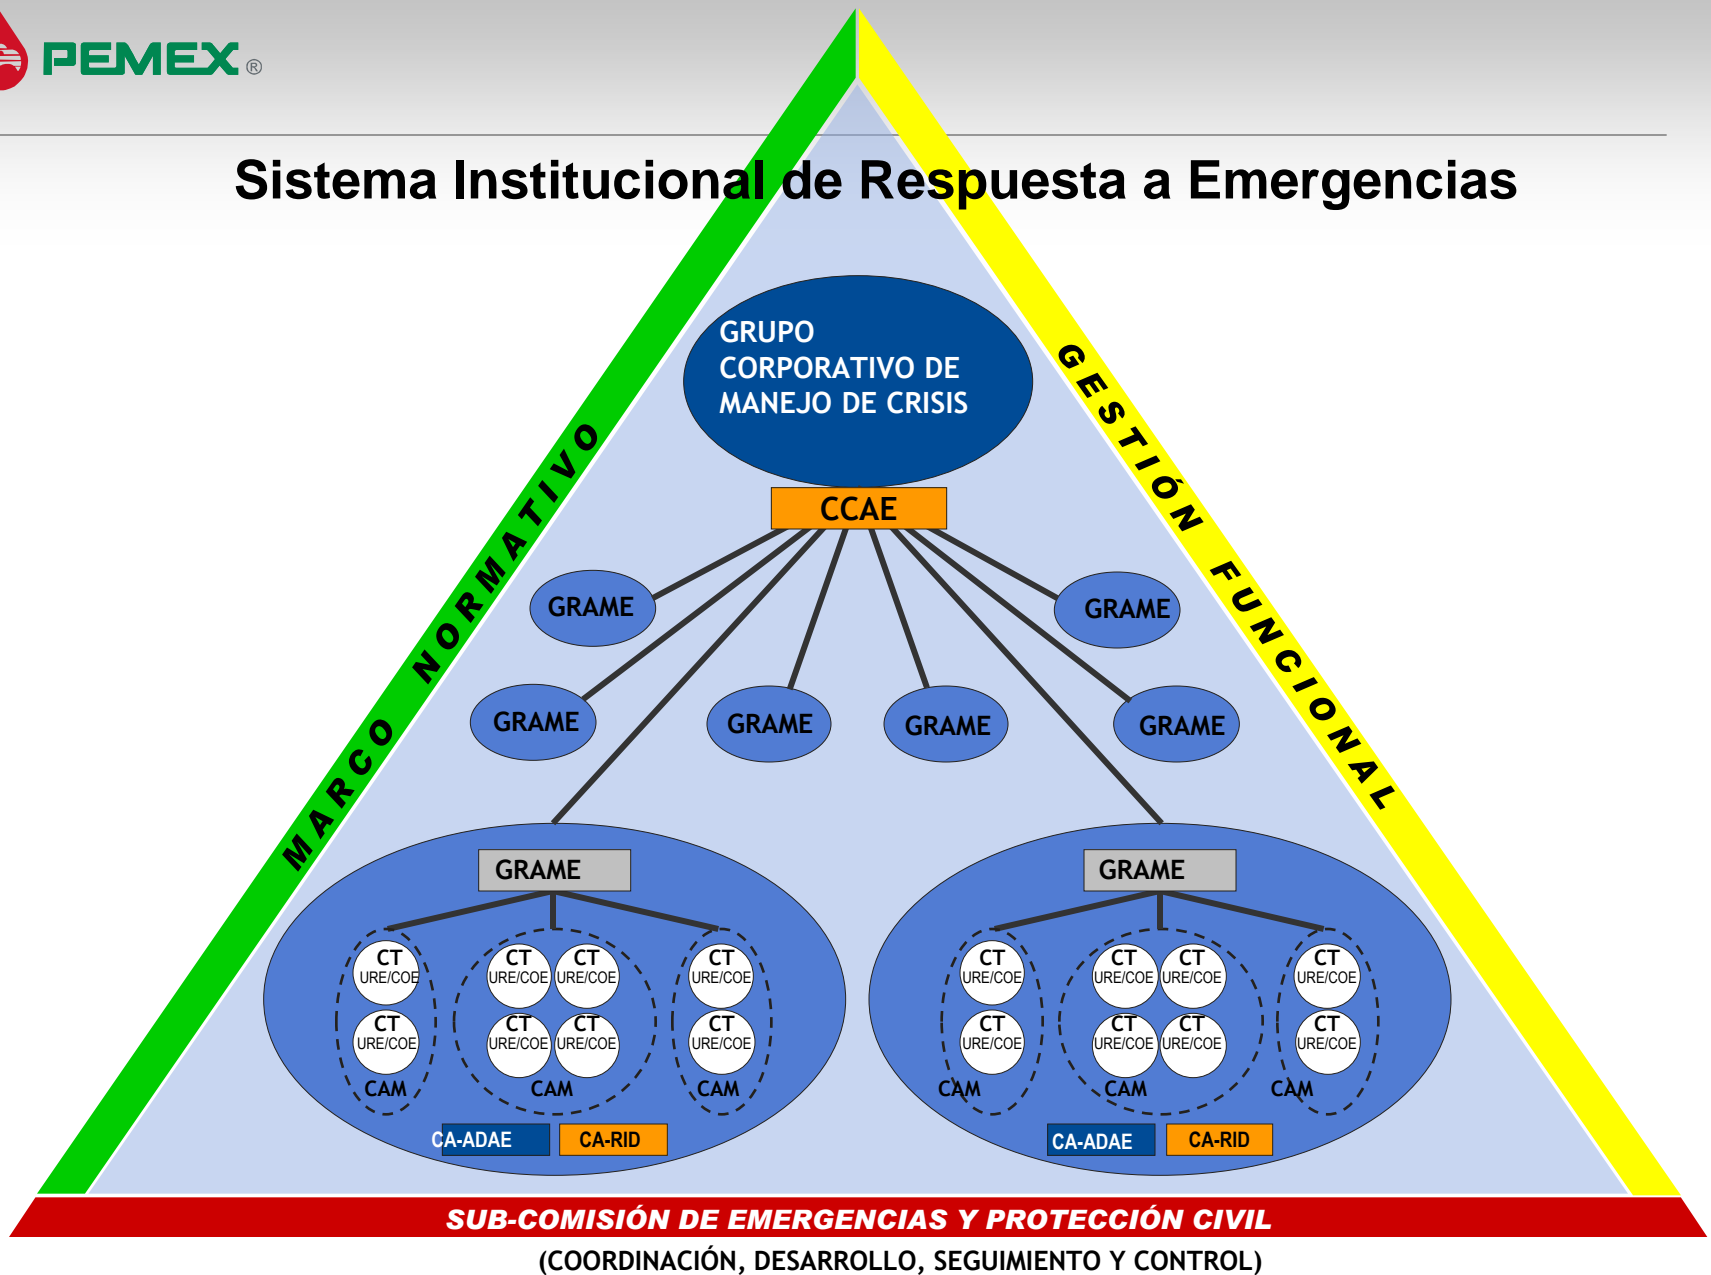 PEMEX ®
Sistema Institucional de Respuesta a Emergencias
GRUPO
CORPORATIVO DE
MANEJO DE CRISIS
CCAE
MARCO NORMATIVO
GESTIÓN FUNCIONAL
GRAME
GRAME
GRAME
GRAME
GRAME
GRAME
GRAME
CT
URE/COE
CT
URE/COE
CT
URE/COE
CT
URE/COE
CT
URE/COE
CT
URE/COE
CT
URE/COE
CT
URE/COE
CAM
CAM
CAM
CA-ADAE
CA-RID
GRAME
CT
URE/COE
CT
URE/COE
CT
URE/COE
CT
URE/COE
CT
URE/COE
CT
URE/COE
CT
URE/COE
CT
URE/COE
CAM
CAM
CAM
CA-ADAE
CA-RID
SUB-COMISIÓN DE EMERGENCIAS Y PROTECCIÓN CIVIL
(COORDINACIÓN, DESARROLLO, SEGUIMIENTO Y CONTROL)